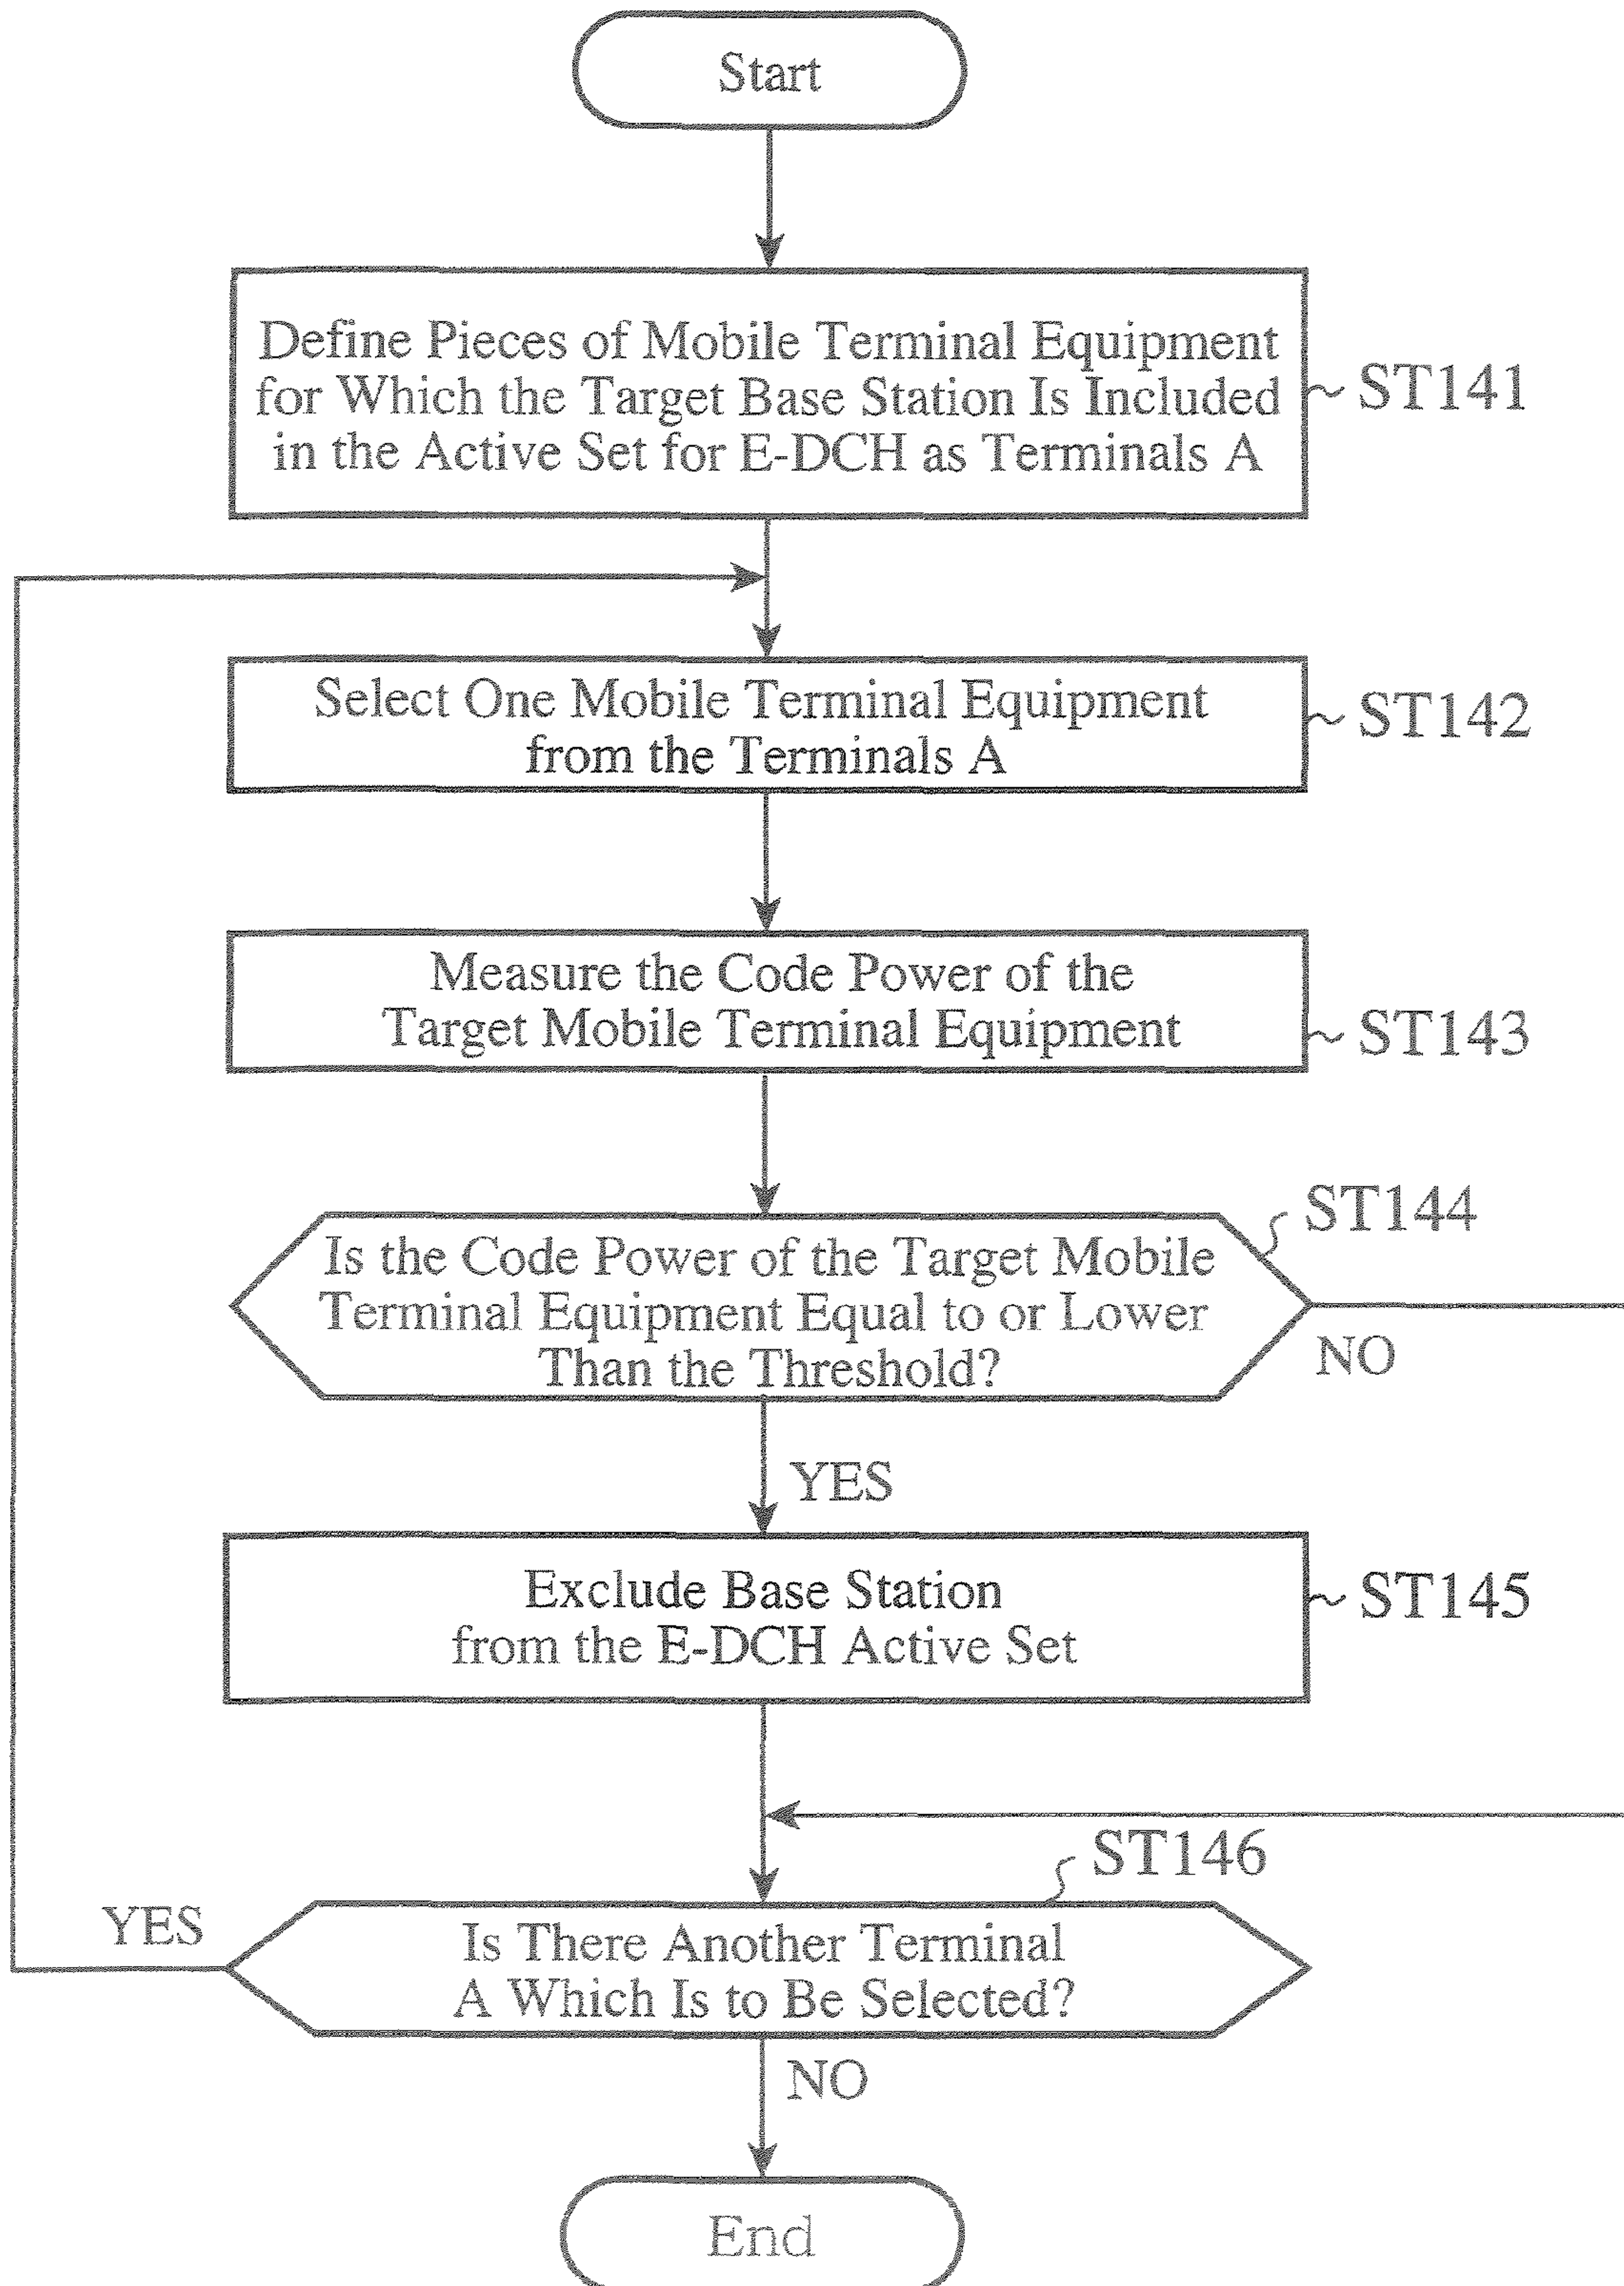 Start
Define Pieces of Mobile Terminal Equipment
for Which the Target Base Station Is Included
in the Active Set for E-DCH as Terminals A
ST141
Select One Mobile Terminal Equipment
from the Terminals A
ST142
Measure the Code Power of the
Target Mobile Terminal Equipment
ST143
ST144
Is the Code Power of the Target Mobile
Terminal Equipment Equal to or Lower
Than the Threshold?
NO
YES
Exclude Base Station
from the E-DCH Active Set
ST145
ST146
YES
Is There Another Terminal
A Which Is to Be Selected?
NO
End